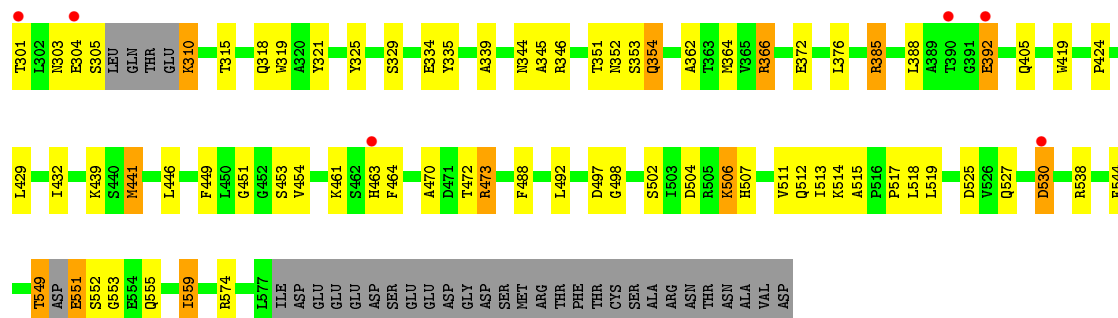 T301 L302 N303 E304 S305 LEU GLN THR GLU K310 T315 Q318 W319 A320 Y321 Y325 S329 E334 Y335 A339 N344 A345 R346 T351 N352 S353 Q354 A362 T363 M364 V365 R366 E372 L376 R385 L388 A389 T390 G391 E392 Q405 W419 P424
L429 I432 K439 S440 M441 L446 F449 L450 G451 G452 S453 V454 K461 S462 H463 F464 A470 D471 T472 R473 F488 L492 D497 G498 S502 I503 D504 R505 K506 H507 V511 Q512 I513 K514 A515 P516 P517 L518 L519 D525 V526 Q527 D530 R538
T549 ASP E551 S552 G553 E554 Q555 I559 R574 L577 ILE ASP GLU GLU GLU ASP SER GLU GLU ASP GLY ASP SER MET ARG THR PHE THR CYS SER SER ALA ARG ASN THR ASN ALA VAL ASP